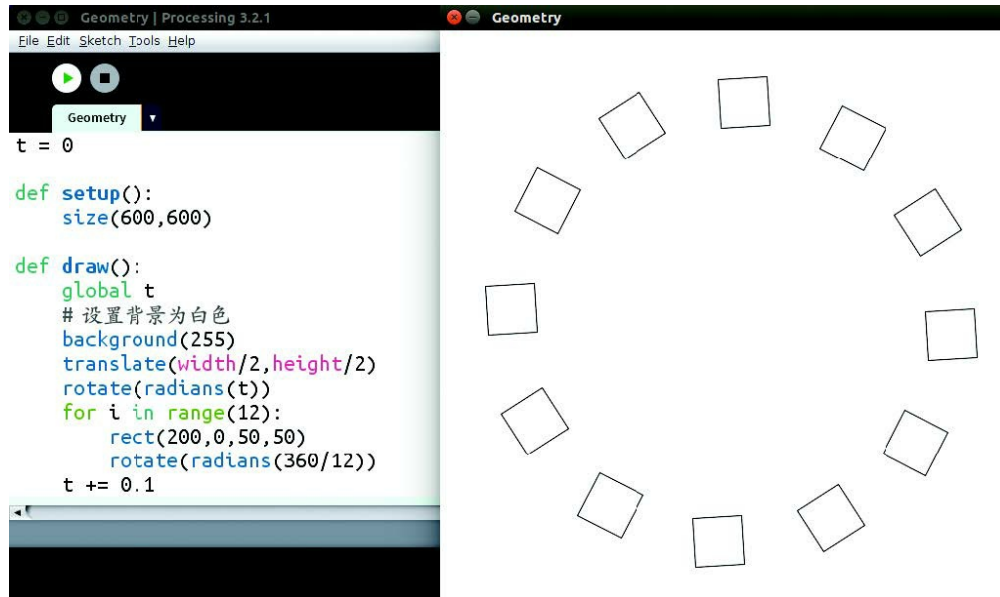 Geometry | Processing 3.2.1
File Edit Sketch Tools Help
Geometry
t = 0
def setup():
    size(600,600)
def draw():
    global t
    # 设置背景为白色
    background(255)
    translate(width/2,height/2)
    rotate(radians(t))
    for i in range(12):
        rect(200,0,50,50)
        rotate(radians(360/12))
    t += 0.1
Geometry